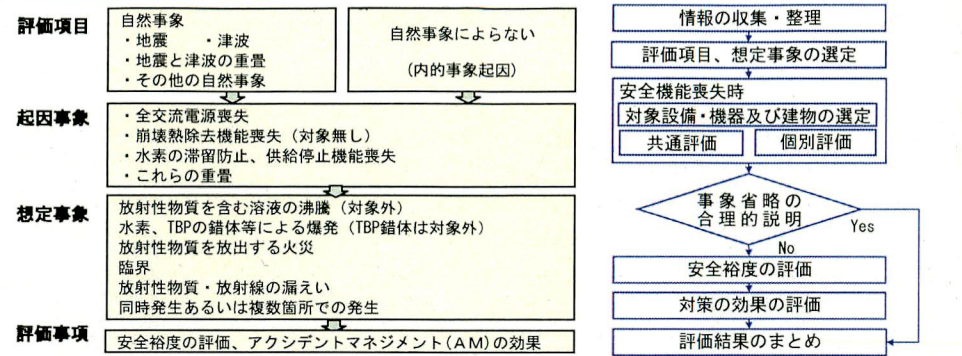 評価項目
自然事象
・地震 ・津波
・地震と津波の重畳
・その他の自然事象
自然事象によらない
(内的事象起因)
起因事象
・全交流電源喪失
・崩壊熱除去機能喪失（対象無し）
・水素の滞留防止、供給停止機能喪失
・これらの重畳
想定事象
放射性物質を含む溶液の沸騰（対象外）
水素、TBPの錯体等による爆発（TBP錯体は対象外）
放射性物質を放出する火災
臨界
放射性物質・放射線の漏えい
同時発生あるいは複数箇所での発生
評価事項
安全裕度の評価、アクシデントマネジメント(AM)の効果
情報の収集・整理
評価項目、想定事象の選定
安全機能喪失時
対象設備・機器及び建物の選定
共通評価
個別評価
事象省略の
合理的説明
Yes
No
安全裕度の評価
対策の効果の評価
評価結果のまとめ